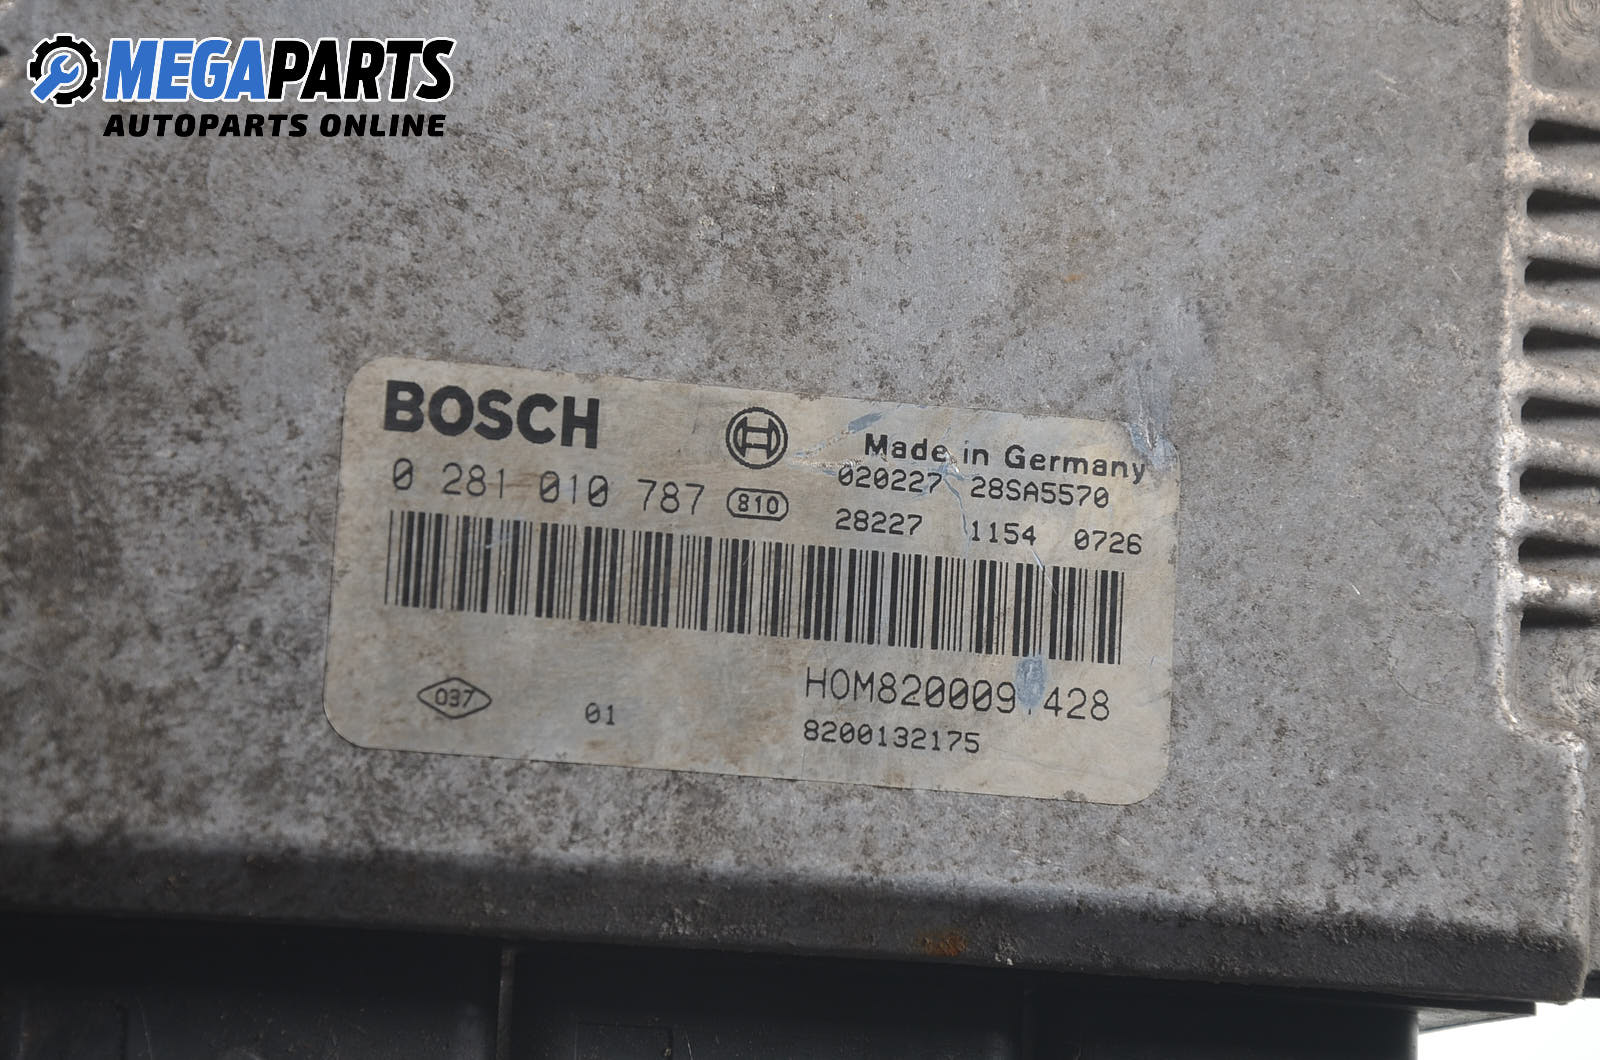 MEGAPARTS
AUTOPARTS ONLINE
BOSCH
Made in Germany
0 281 010 787 810
020227 28SA5570
28227 1154 0726
037
01
8200132175